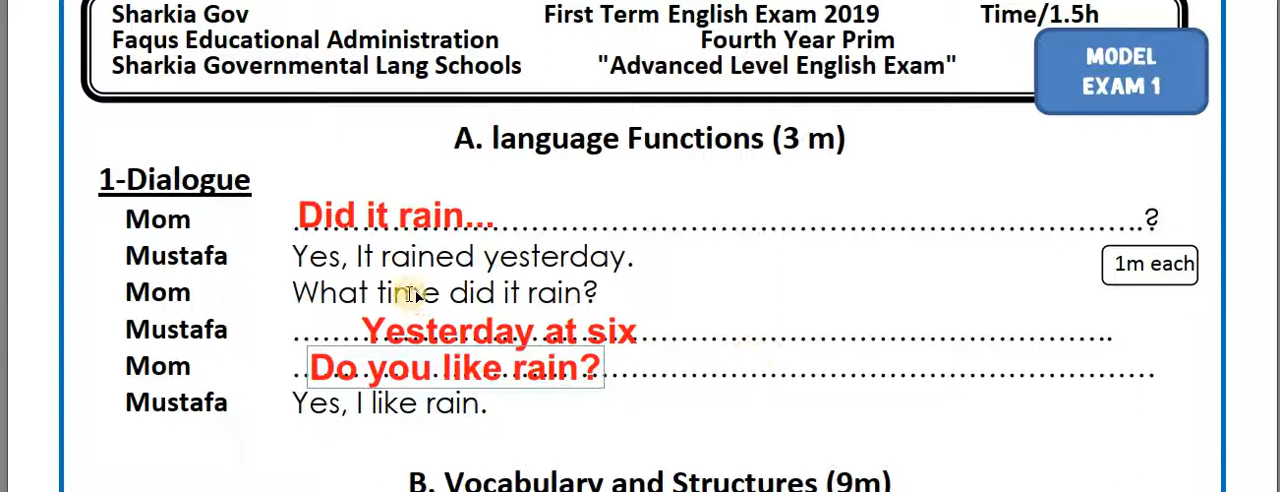 Sharkia Gov First Term English Exam 2019 Time/1.5h
Faqus Educational Administration Fourth Year Prim
Sharkia Governmental Lang Schools "Advanced Level English Exam"
MODEL
EXAM 1
A. language Functions (3 m)
1-Dialogue
Mom Did it rain... ?
Mustafa Yes, It rained yesterday.
1m each
Mom What time did it rain?
Mustafa Yesterday at six
Mom Do you like rain?
Mustafa Yes, I like rain.
B. Vocabulary and Structures (9m)